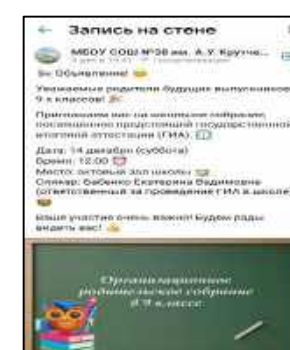 Запись на стене
МБОУ СОШ №38 им. А.У. Крутче...
Объявление!
Уважаемые родители будущих выпускников
9-х классов!
Приглашаем вас на школьное собрание,
посвященное предстоящей государственной
итоговой аттестации (ГИА).
Дата: 14 декабря (суббота)
Время: 12:00
Место: актовый зал школы
Спикер: Бабенко Екатерина Вадимовна
(ответственный за проведение ГИА в школе)
Ваше участие очень важно! Будем рады
видеть вас!
Организационное
родительское собрание
в 9 классе